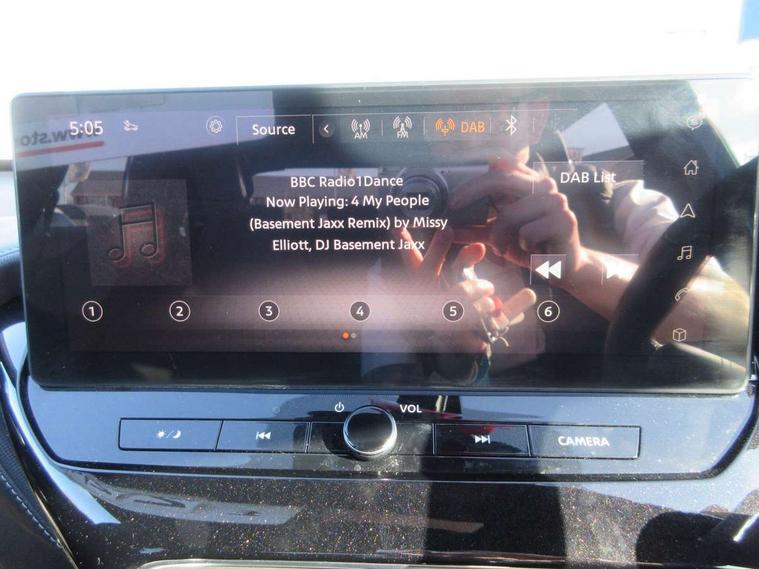 5:05
Source
AM
FM
DAB
BBC Radio1Dance
DAB List
Now Playing: 4 My People
(Basement Jaxx Remix) by Missy
Elliott, DJ Basement Jaxx
1 2 3 4 5 6
VOL
CAMERA